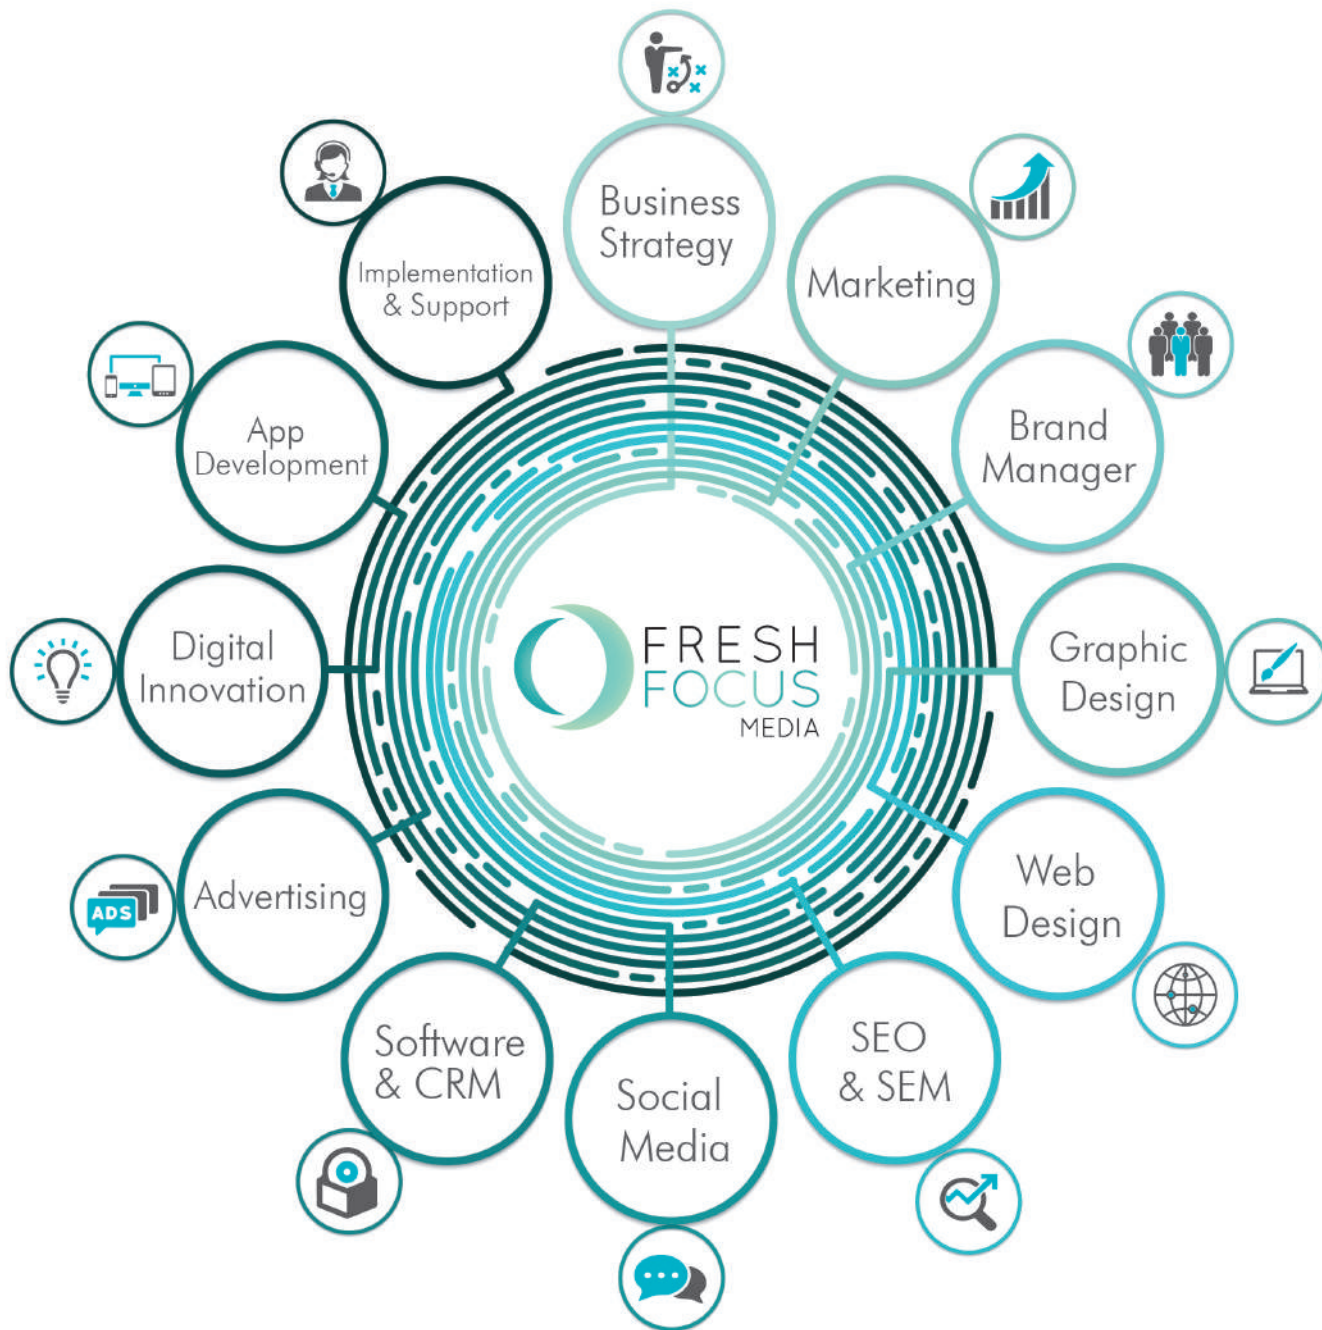 Business
Strategy
Marketing
Brand
Manager
Graphic
Design
Web
Design
SEO
& SEM
Social
Media
Software
& CRM
Advertising
ADS
Digital
Innovation
App
Development
Implementation
& Support
FRESH
FOCUS
MEDIA